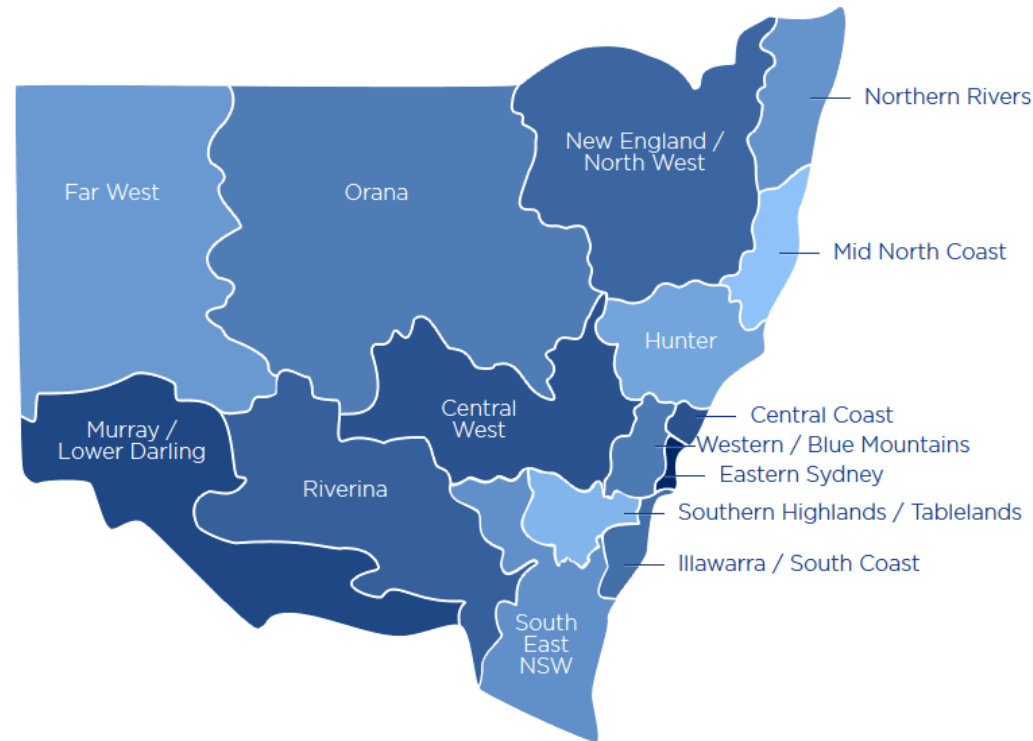 Northern Rivers
New England /
North West
Far West
Orana
Mid North Coast
Hunter
Central
West
Central Coast
Murray /
Lower Darling
Western / Blue Mountains
Eastern Sydney
Riverina
Southern Highlands / Tablelands
Illawarra / South Coast
South
East
NSW